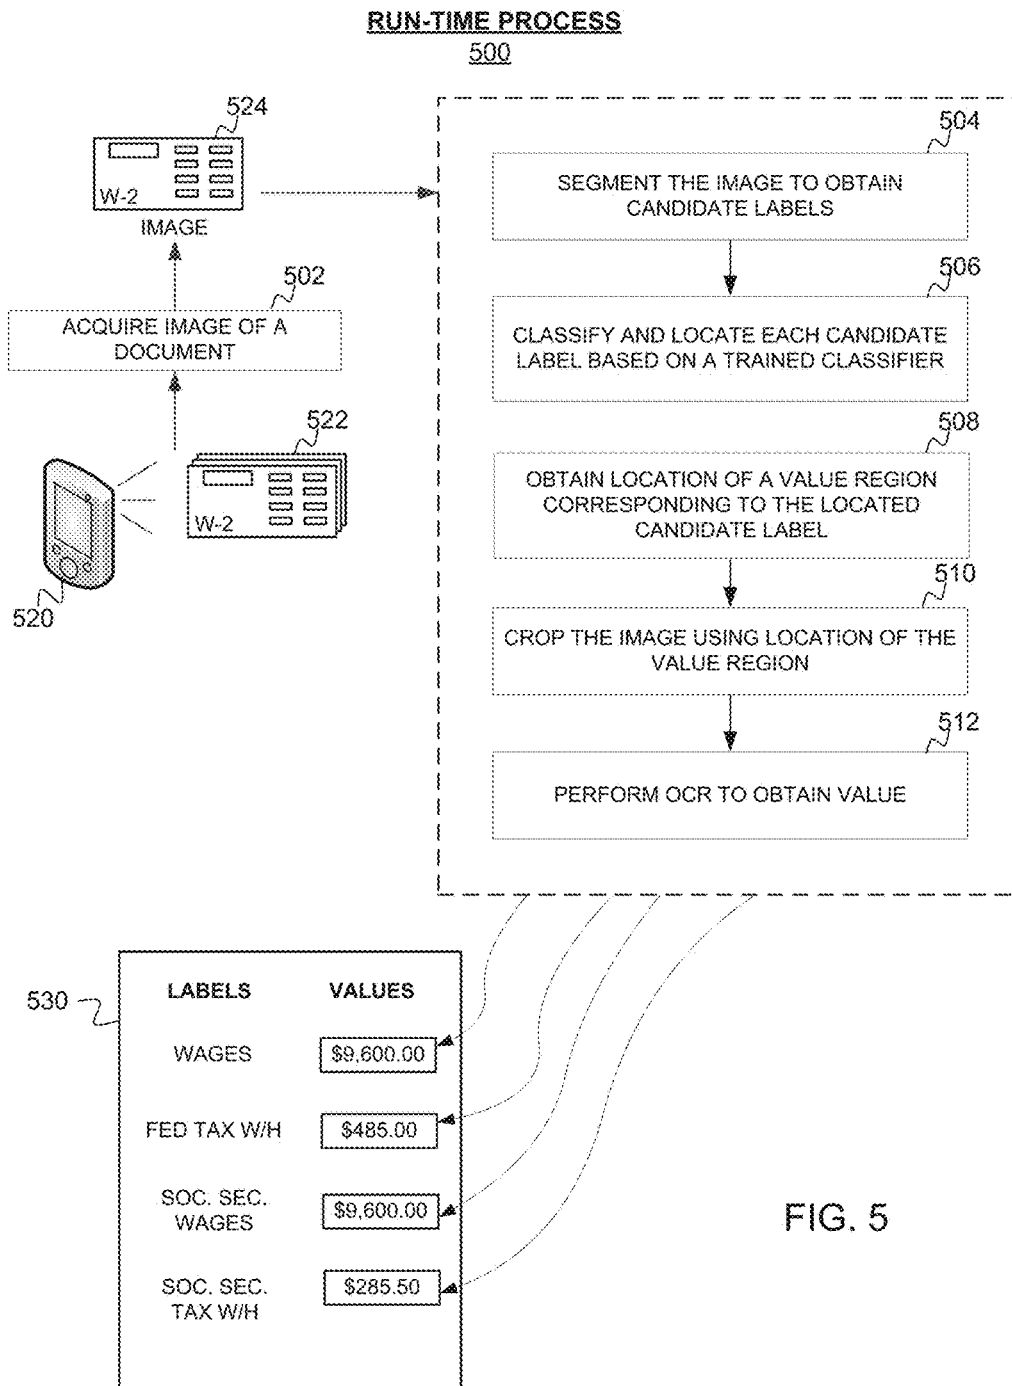 RUN-TIME PROCESS
500
524
W-2
IMAGE
502
ACQUIRE IMAGE OF A
DOCUMENT
522
W-2
520
504
SEGMENT THE IMAGE TO OBTAIN
CANDIDATE LABELS
506
CLASSIFY AND LOCATE EACH CANDIDATE
LABEL BASED ON A TRAINED CLASSIFIER
508
OBTAIN LOCATION OF A VALUE REGION
CORRESPONDING TO THE LOCATED
CANDIDATE LABEL
510
CROP THE IMAGE USING LOCATION OF THE
VALUE REGION
512
PERFORM OCR TO OBTAIN VALUE
530
LABELS VALUES
WAGES $9,600.00
FED TAX W/H $485.00
SOC. SEC.
WAGES $9,600.00
SOC. SEC.
TAX W/H $285.50
FIG. 5